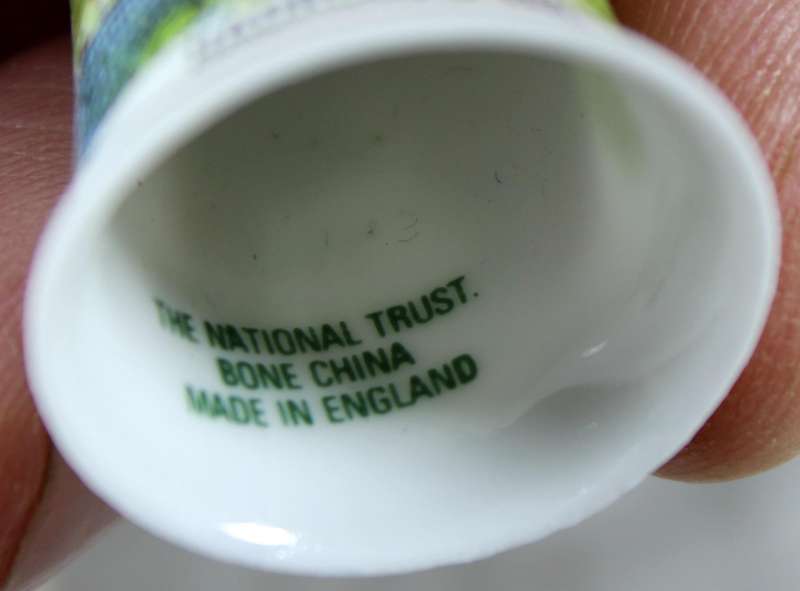 THE NATIONAL TRUST.
BONE CHINA
MADE IN ENGLAND